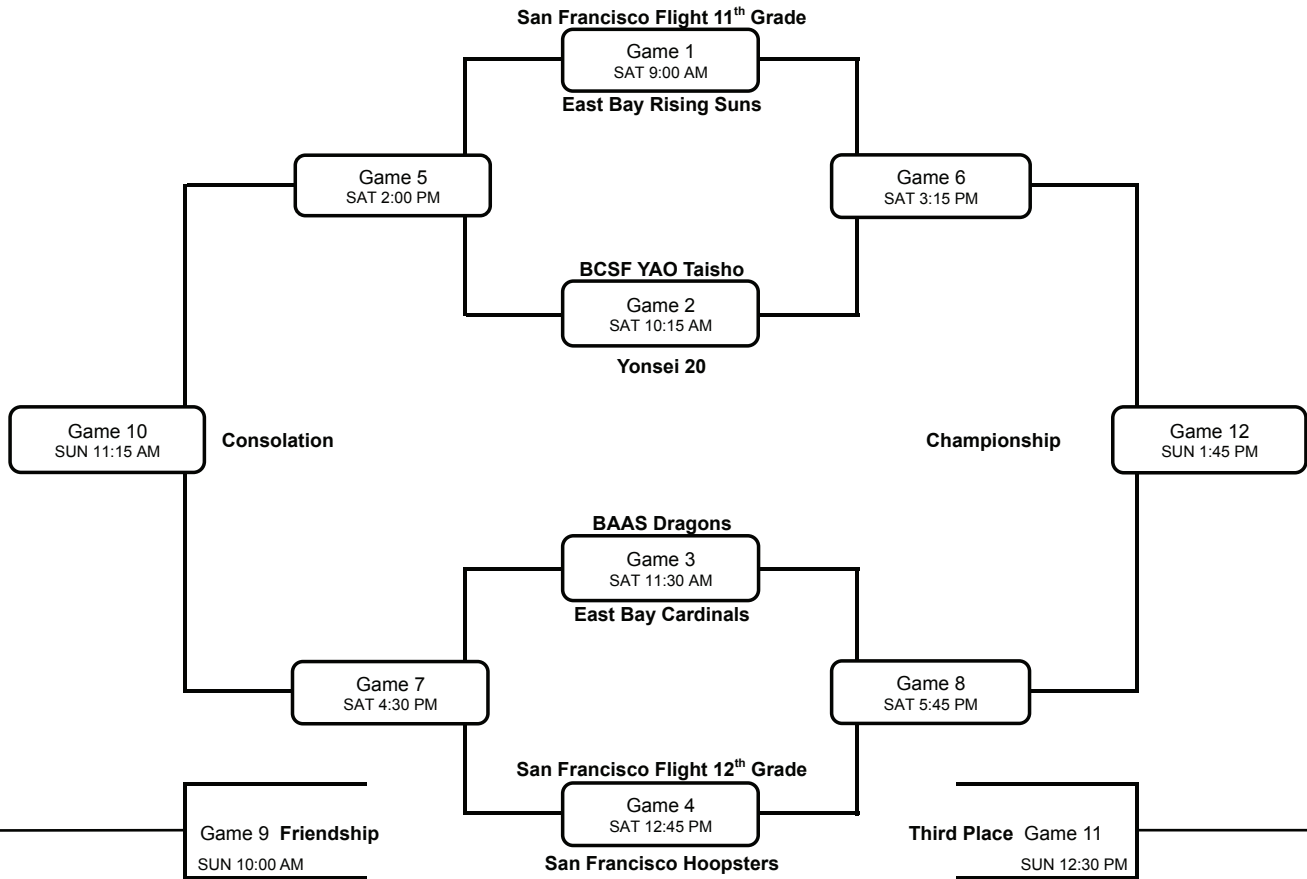 San Francisco Flight 11th Grade
Game 1
SAT 9:00 AM
East Bay Rising Suns
Game 5
SAT 2:00 PM
Game 6
SAT 3:15 PM
BCSF YAO Taisho
Game 2
SAT 10:15 AM
Yonsei 20
Game 10
SUN 11:15 AM
Consolation
Championship
Game 12
SUN 1:45 PM
BAAS Dragons
Game 3
SAT 11:30 AM
East Bay Cardinals
Game 7
SAT 4:30 PM
Game 8
SAT 5:45 PM
San Francisco Flight 12th Grade
Game 4
SAT 12:45 PM
San Francisco Hoopsters
Game 9 Friendship
SUN 10:00 AM
Third Place Game 11
SUN 12:30 PM